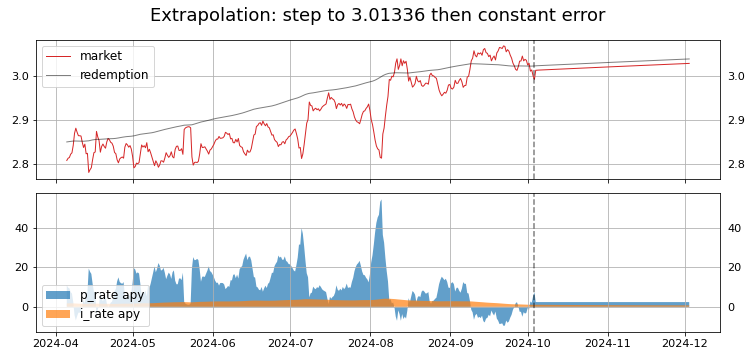 Extrapolation: step to 3.01336 then constant error
market
redemption
3.0 3.0
2.9 2.9
2.8 2.8
40 40
20 20
0 0
p_rate apy
i_rate apy
2024-04 2024-05 2024-06 2024-07 2024-08 2024-09 2024-10 2024-11 2024-12